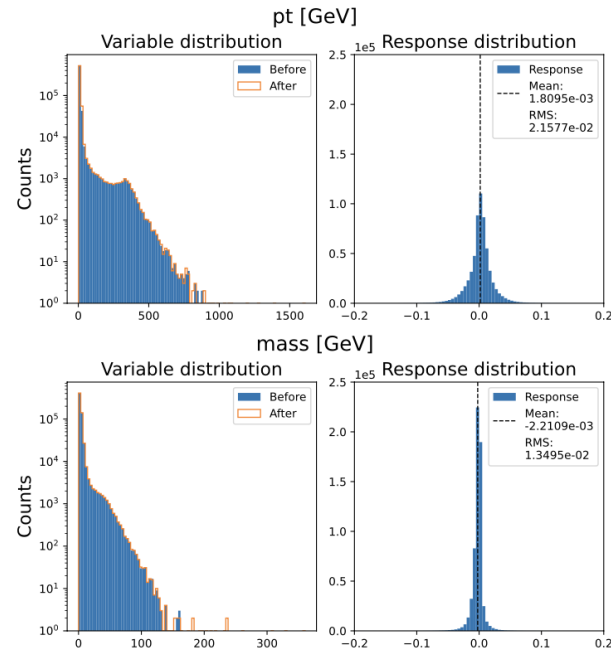 pt [GeV]
Variable distribution
Response distribution
1e5
Before
After
Response
Mean:
1.8095e-03
RMS:
2.1577e-02
Counts
10^5
10^4
10^3
10^2
10^1
10^0
0 500 1000 1500
2.5
2.0
1.5
1.0
0.5
0.0
−0.2 −0.1 0.0 0.1 0.2
mass [GeV]
Variable distribution
Response distribution
1e5
Before
After
Response
Mean:
-2.2109e-03
RMS:
1.3495e-02
Counts
10^5
10^4
10^3
10^2
10^1
10^0
0 100 200 300
2.5
2.0
1.5
1.0
0.5
0.0
−0.2 −0.1 0.0 0.1 0.2